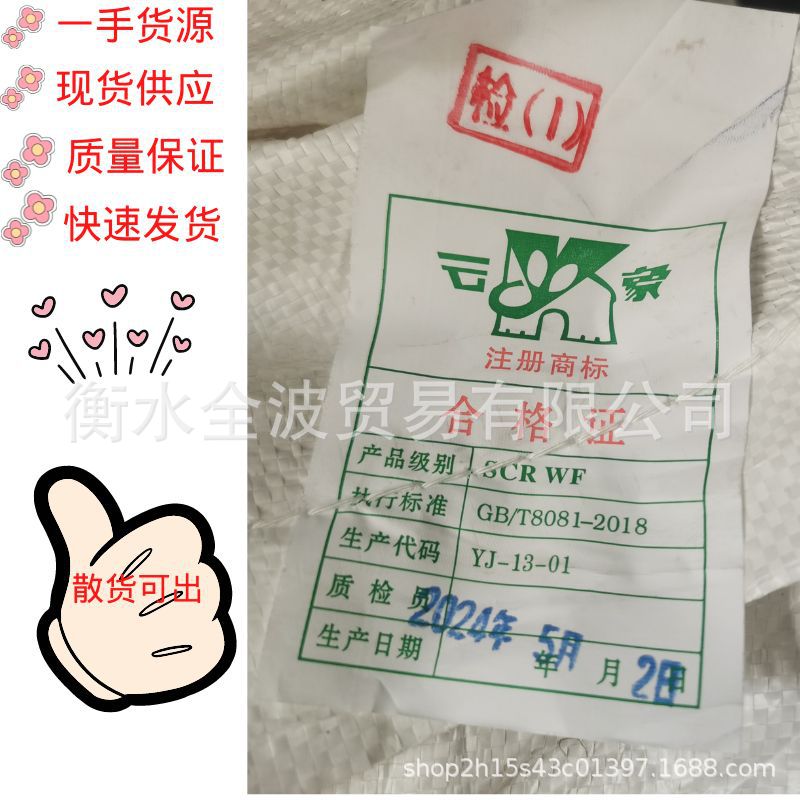 一手货源
现货供应
质量保证
快速发货
散货可出
检(1)
云象
注册商标
合格证
产品级别 SCR WF
执行标准 GB/T8081-2018
生产代码 YJ-13-01
质检员
生产日期 年 月 日
2024年 5月 2日
衡水全波贸易有限公司
shop2h15s43c01397.1688.com